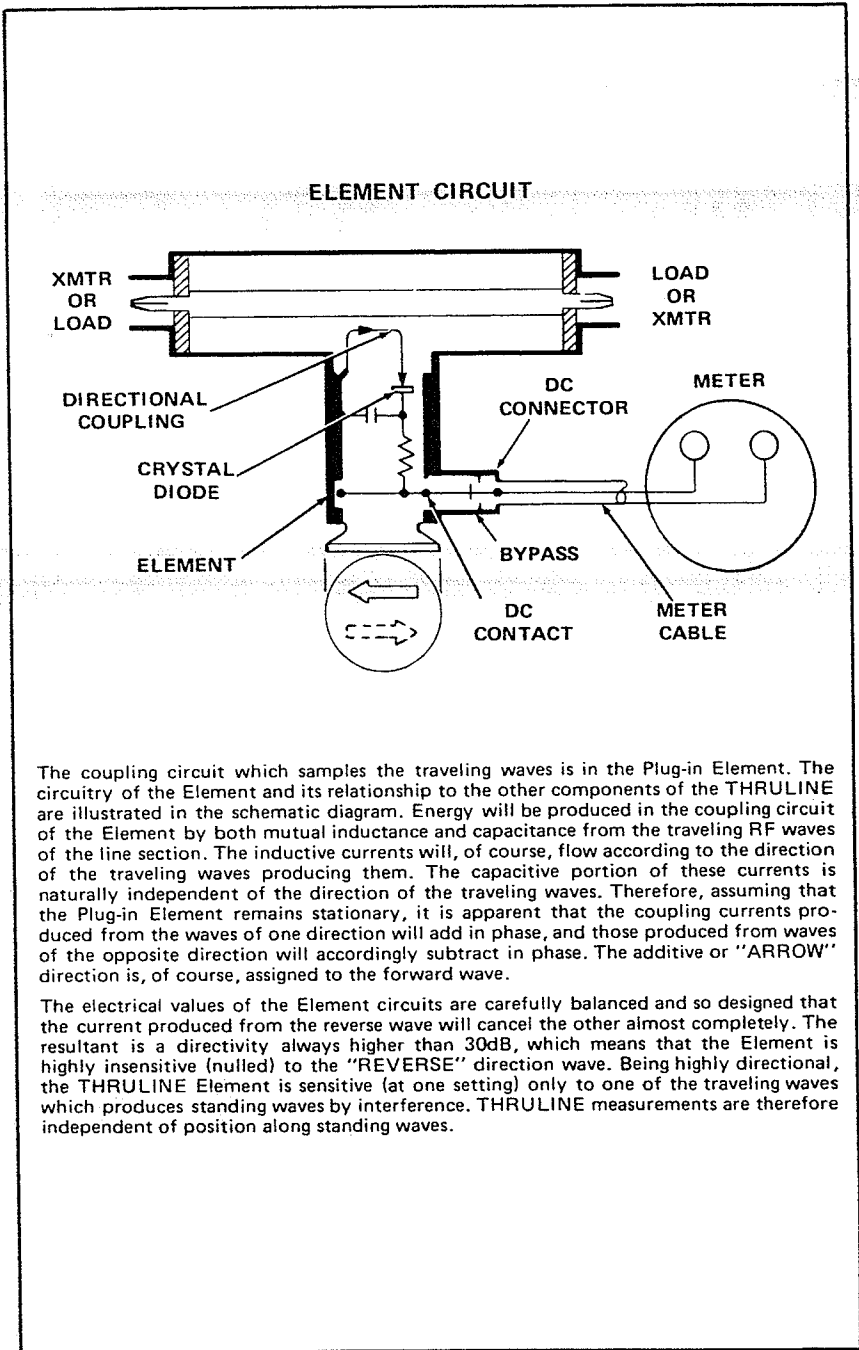 ELEMENT CIRCUIT
XMTR
OR
LOAD
LOAD
OR
XMTR
DIRECTIONAL
COUPLING
DC
CONNECTOR
METER
CRYSTAL
DIODE
ELEMENT
BYPASS
DC
CONTACT
METER
CABLE
The coupling circuit which samples the traveling waves is in the Plug-in Element. The
circuitry of the Element and its relationship to the other components of the THRULINE
are illustrated in the schematic diagram. Energy will be produced in the coupling circuit
of the Element by both mutual inductance and capacitance from the traveling RF waves
of the line section. The inductive currents will, of course, flow according to the direction
of the traveling waves producing them. The capacitive portion of these currents is
naturally independent of the direction of the traveling waves. Therefore, assuming that
the Plug-in Element remains stationary, it is apparent that the coupling currents pro-
duced from the waves of one direction will add in phase, and those produced from waves
of the opposite direction will accordingly subtract in phase. The additive or "ARROW"
direction is, of course, assigned to the forward wave.
The electrical values of the Element circuits are carefully balanced and so designed that
the current produced from the reverse wave will cancel the other almost completely. The
resultant is a directivity always higher than 30dB, which means that the Element is
highly insensitive (nulled) to the "REVERSE" direction wave. Being highly directional,
the THRULINE Element is sensitive (at one setting) only to one of the traveling waves
which produces standing waves by interference. THRULINE measurements are therefore
independent of position along standing waves.